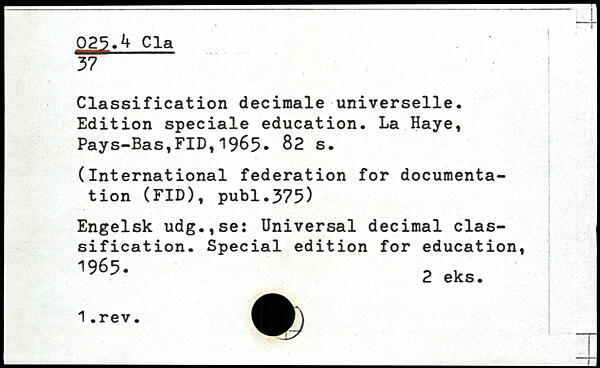 025.4 Cla
37
Classification decimale universelle.
Edition speciale education. La Haye,
Pays-Bas,FID,1965. 82 s.
(International federation for documenta-
tion (FID), publ.375)
Engelsk udg.,se: Universal decimal clas-
sification. Special edition for education,
1965.
2 eks.
1.rev.